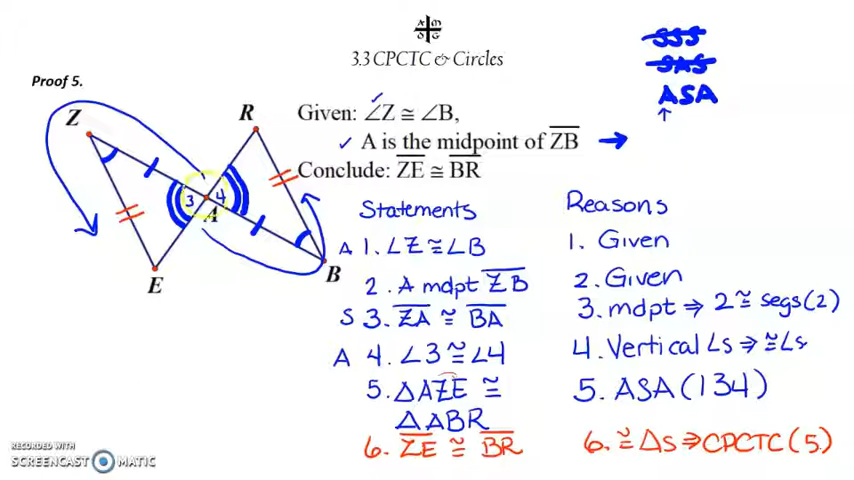 A M
D G
3.3 CPCTC & Circles
SSS
SAS
ASA
Proof 5.
Given: ∠Z ≅ ∠B,
A is the midpoint of ZB
Conclude: ZE ≅ BR
Z
R
3
4
A
E
B
Statements
Reasons
A 1. ∠Z ≅ ∠B
1. Given
2. A mdpt ZB
2. Given
S 3. ZA ≅ BA
3. mdpt ⇒ 2 ≅ segs (2)
A 4. ∠3 ≅ ∠4
4. Vertical ∠s ⇒ ≅ ∠s
5. △AZE ≅
△ABR
5. ASA (134)
6. ZE ≅ BR
6. ≅ △s ⇒ CPCTC (5)
RECORDED WITH
SCREENCAST MATIC